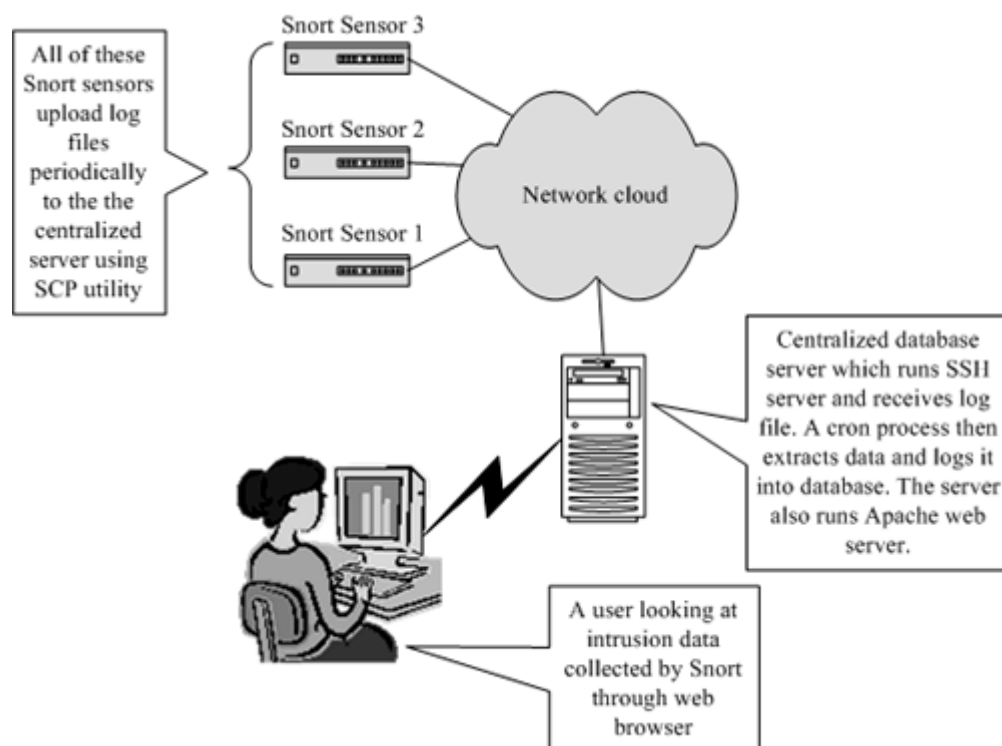 Snort Sensor 3
All of these
Snort sensors
upload log
files
periodically
to the the
centralized
server using
SCP utility
Snort Sensor 2
Snort Sensor 1
Network cloud
Centralized database
server which runs SSH
server and receives log
file. A cron process then
extracts data and logs it
into database. The server
also runs Apache web
server.
A user looking at
intrusion data
collected by Snort
through web
browser